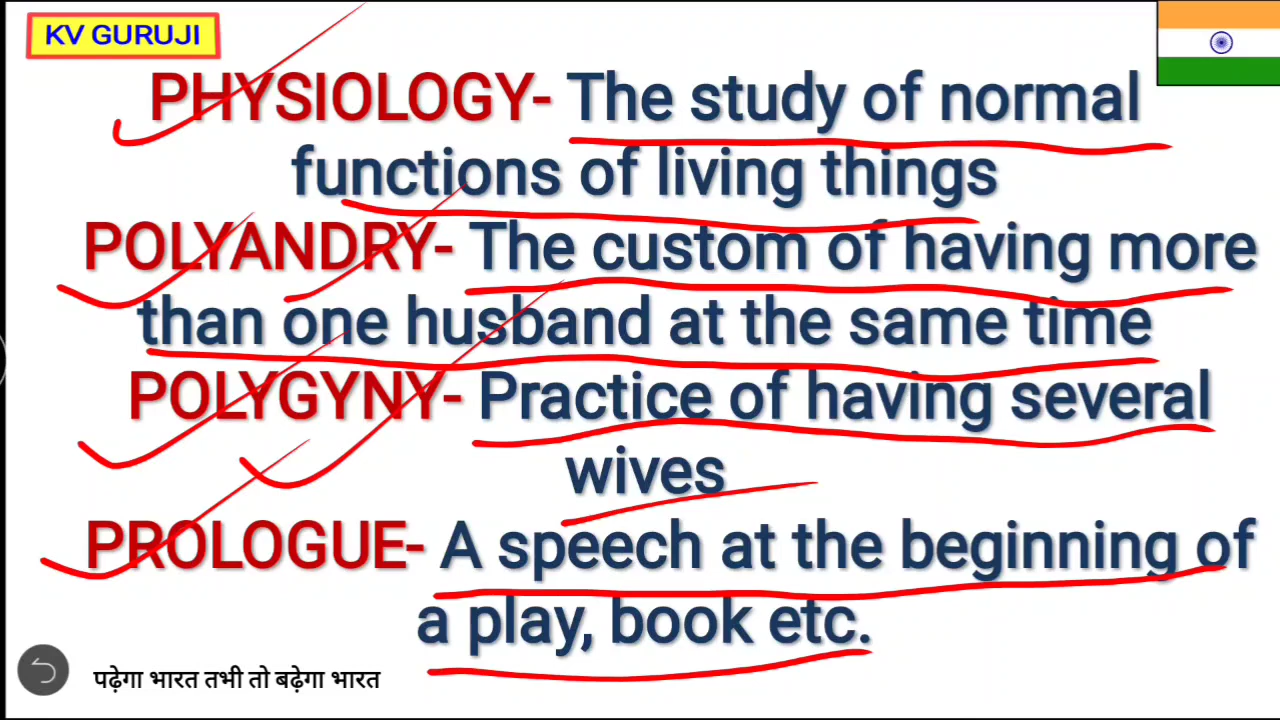 KV GURUJI
PHYSIOLOGY- The study of normal
functions of living things
POLYANDRY- The custom of having more
than one husband at the same time
POLYGYNY- Practice of having several
wives
PROLOGUE- A speech at the beginning of
a play, book etc.
पढ़ेगा भारत तभी तो बढ़ेगा भारत